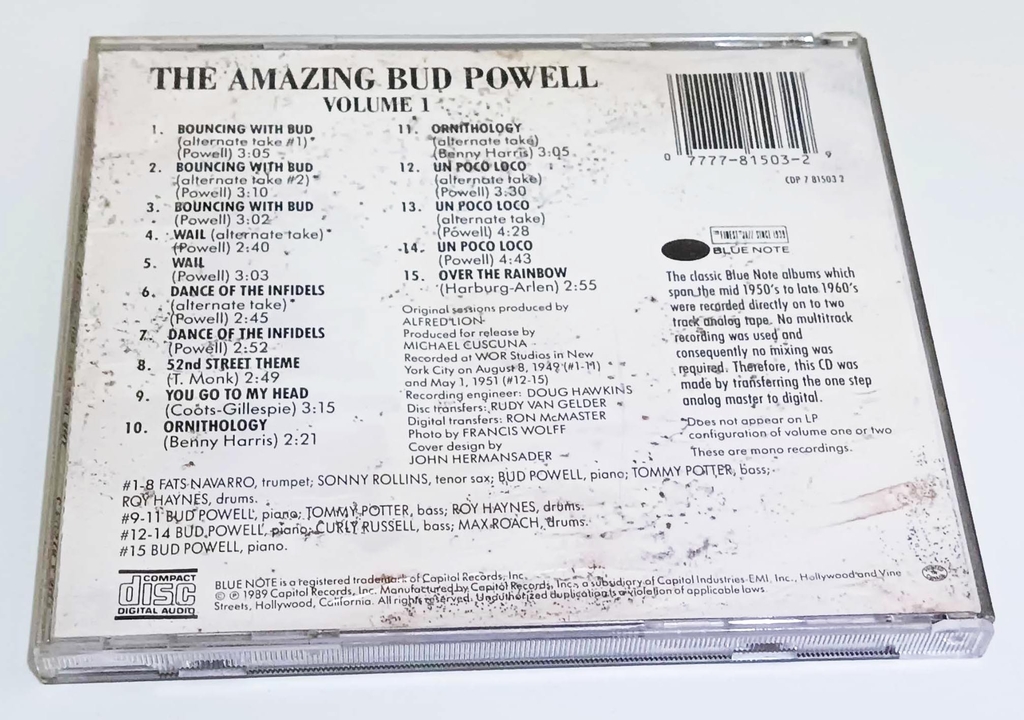 THE AMAZING BUD POWELL
VOLUME 1
1. BOUNCING WITH BUD
(alternate take #1)*
(Powell) 3:05
2. BOUNCING WITH BUD
(alternate take #2)*
(Powell) 3:10
3. BOUNCING WITH BUD
(Powell) 3:02
4. WAIL (alternate take)*
(Powell) 2:40
5. WAIL
(Powell) 3:03
6. DANCE OF THE INFIDELS
(alternate take)*
(Powell) 2:45
7. DANCE OF THE INFIDELS
(Powell) 2:52
8. 52nd STREET THEME
(T. Monk) 2:49
9. YOU GO TO MY HEAD
(Coots-Gillespie) 3:15
10. ORNITHOLOGY
(Benny Harris) 2:21
11. ORNITHOLOGY
(alternate take)
(Benny Harris) 3:05
12. UN POCO LOCO
(alternate take)
(Powell) 3:30
13. UN POCO LOCO
(alternate take)
(Powell) 4:28
14. UN POCO LOCO
(Powell) 4:43
15. OVER THE RAINBOW
(Harburg-Arlen) 2:55
Original sessions produced by
ALFRED LION
Produced for release by
MICHAEL CUSCUNA
Recorded at WOR Studios in New
York City on August 8, 1949 (#1-11)
and May 1, 1951 (#12-15)
Recording engineer: DOUG HAWKINS
Disc transfers: RUDY VAN GELDER
Digital transfers: RON McMASTER
Photo by FRANCIS WOLFF
Cover design by
JOHN HERMANSADER
0 7777-81503-2 9
CDP 7 81503 2
THE FINEST IN JAZZ SINCE 1939
BLUE NOTE
The classic Blue Note albums which
span the mid 1950's to late 1960's
were recorded directly on to two
track analog tape. No multitrack
recording was used and
consequently no mixing was
required. Therefore, this CD was
made by transferring the one step
analog master to digital.
*Does not appear on LP
configuration of volume one or two
These are mono recordings.
#1-8 FATS NAVARRO, trumpet; SONNY ROLLINS, tenor sax; BUD POWELL, piano; TOMMY POTTER, bass;
ROY HAYNES, drums.
#9-11 BUD POWELL, piano; TOMMY POTTER, bass; ROY HAYNES, drums.
#12-14 BUD POWELL, piano; CURLY RUSSELL, bass; MAX ROACH, drums.
#15 BUD POWELL, piano.
COMPACT
disc
DIGITAL AUDIO
BLUE NOTE is a registered trademark of Capitol Records, Inc.
© ℗ 1989 Capitol Records, Inc. Manufactured by Capitol Records, Inc., a subsidiary of Capitol Industries-EMI, Inc., Hollywood and Vine
Streets, Hollywood, California. All rights reserved. Unauthorized duplication is a violation of applicable laws.